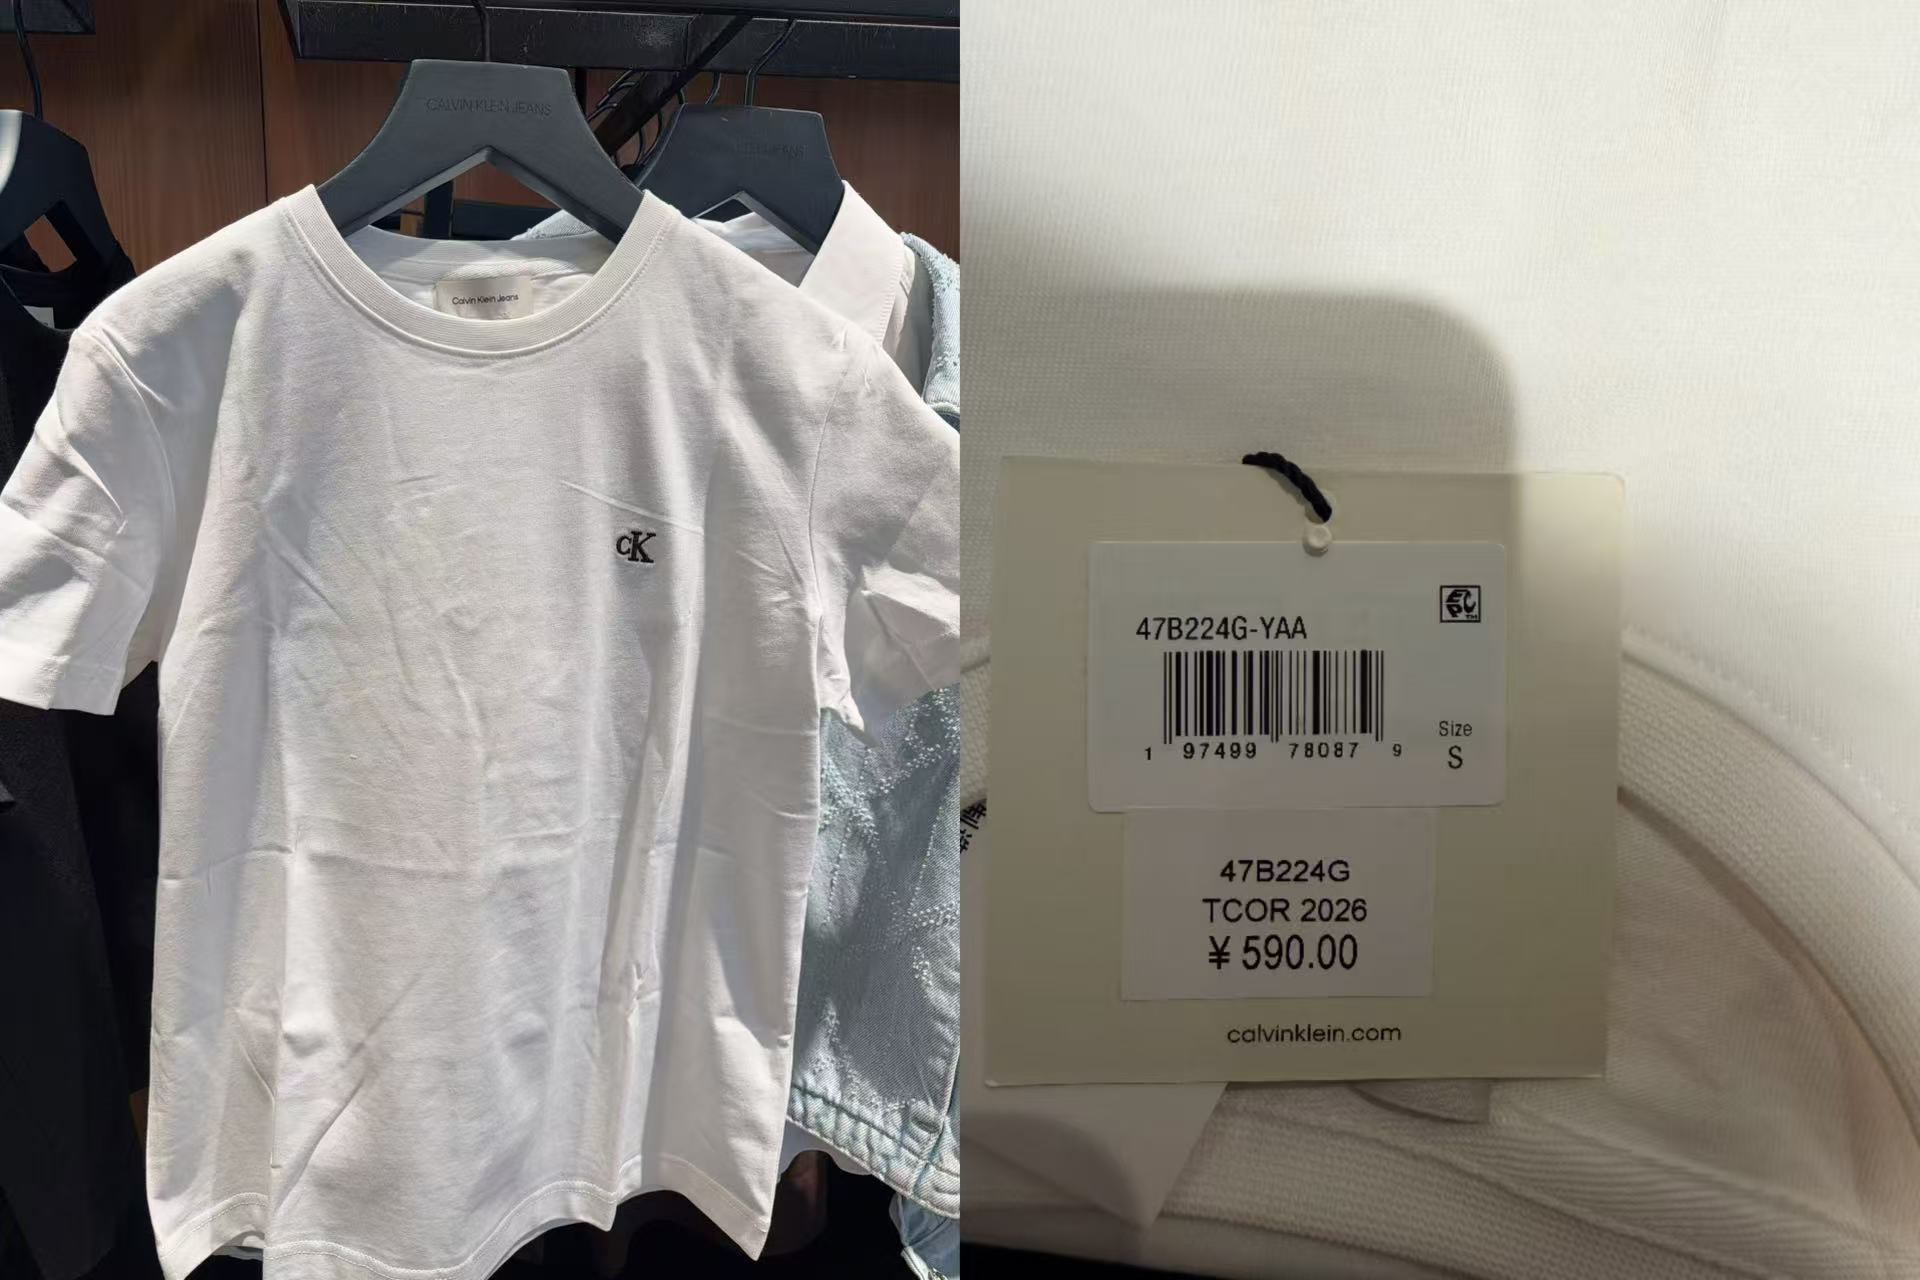 CALVIN KLEIN JEANS
Calvin Klein Jeans
cK
EPC™
47B224G-YAA
1 97499 78087 9
Size
S
47B224G
TCOR 2026
¥ 590.00
calvinklein.com